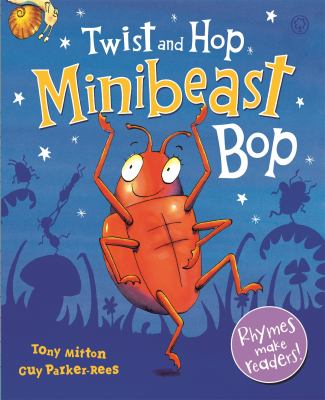 Twist and Hop
Minibeast
Bop
Rhymes
make
readers!
Tony Mitton
Guy Parker-Rees